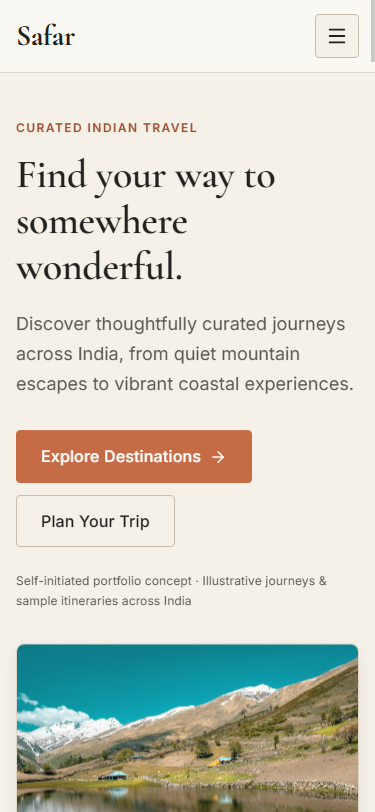 Safar
CURATED INDIAN TRAVEL
Find your way to
somewhere
wonderful.
Discover thoughtfully curated journeys
across India, from quiet mountain
escapes to vibrant coastal experiences.
Explore Destinations →
Plan Your Trip
Self-initiated portfolio concept · Illustrative journeys &
sample itineraries across India